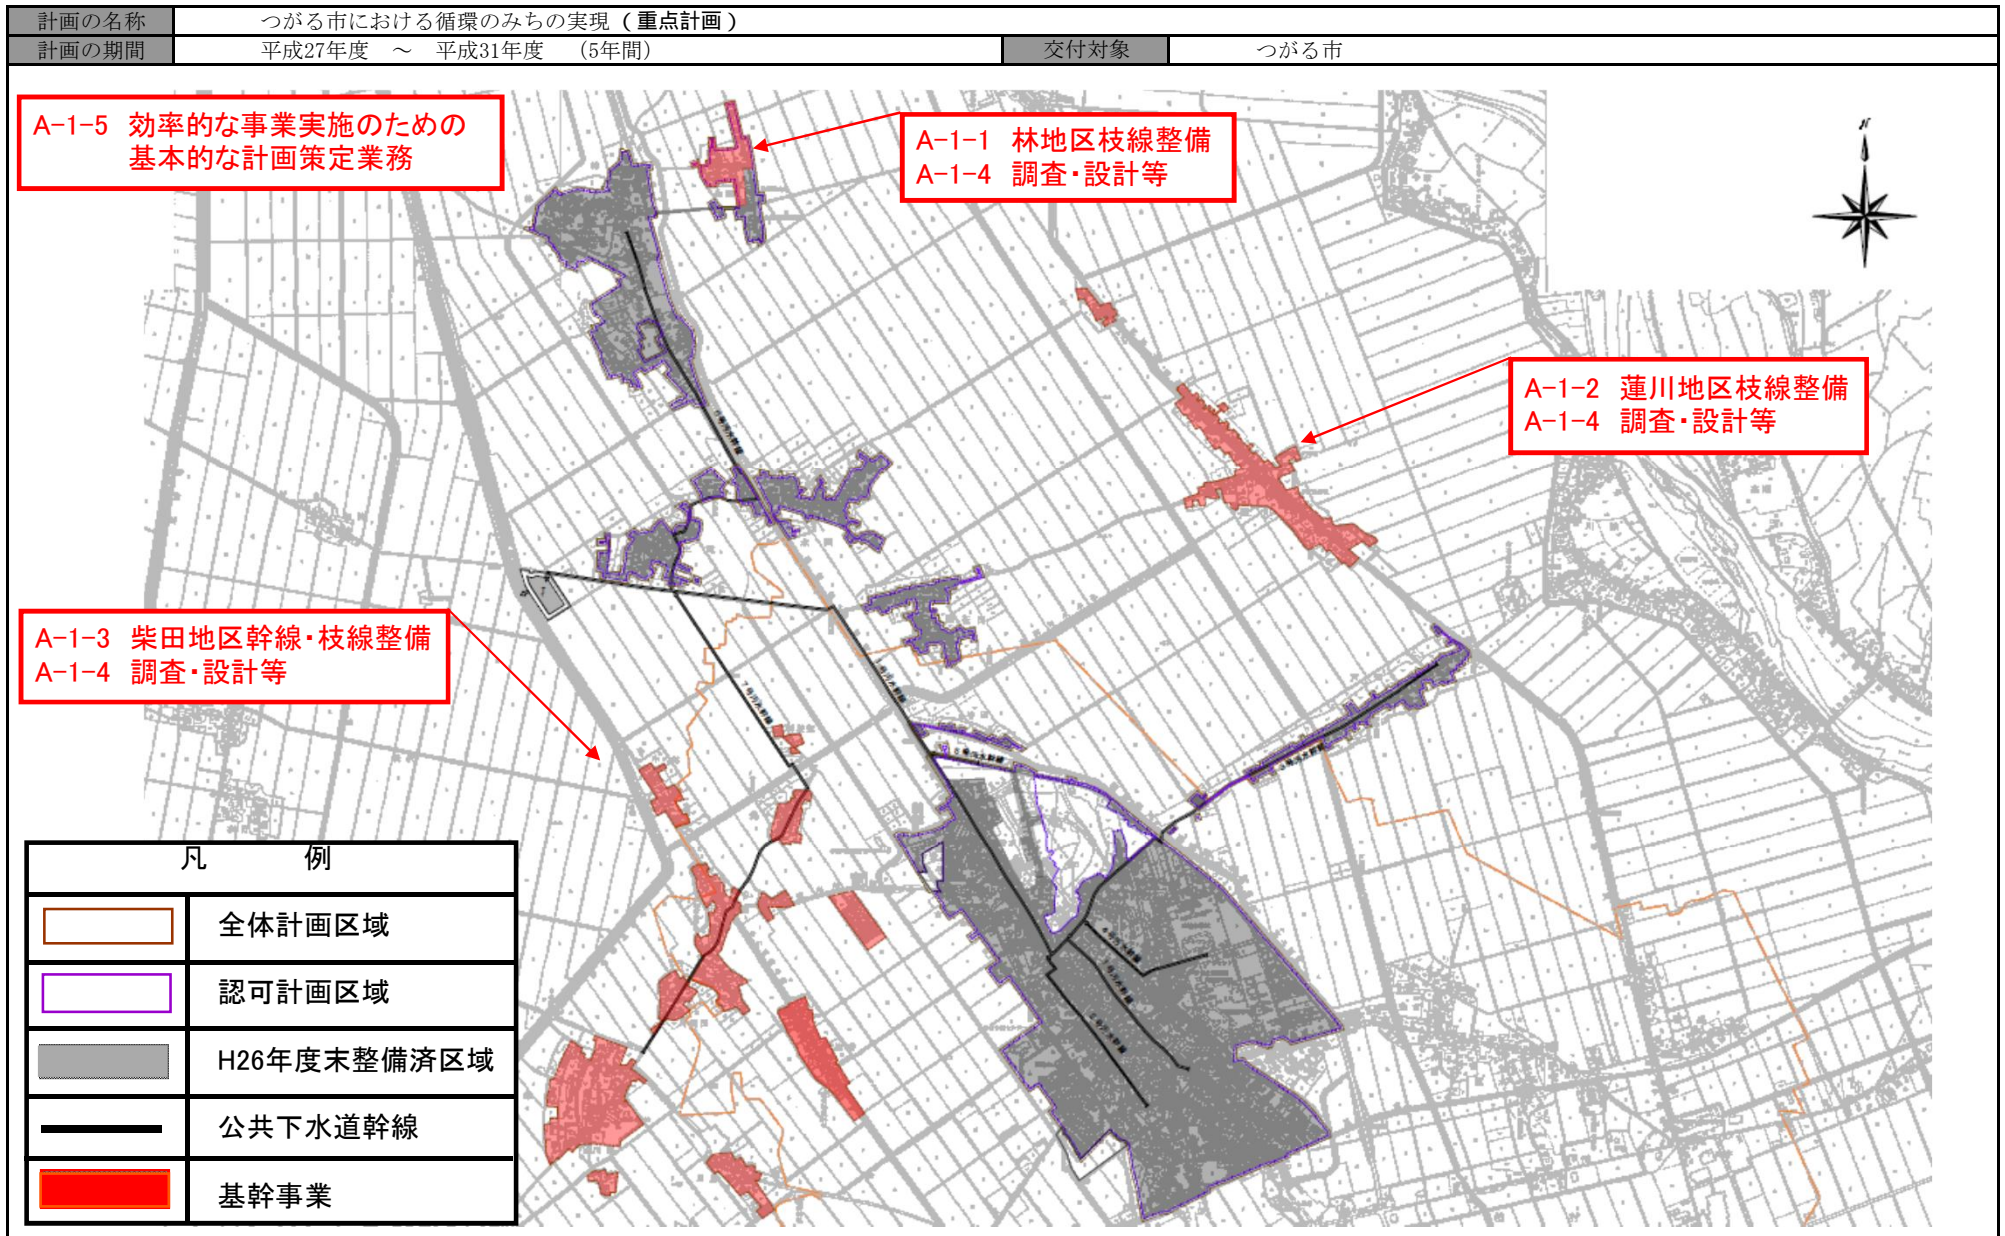 計画の名称 つがる市における循環のみちの実現（重点計画）
計画の期間 平成27年度 ～ 平成31年度 （5年間） 交付対象 つがる市
A-1-5 効率的な事業実施のための
基本的な計画策定業務
A-1-1 林地区枝線整備
A-1-4 調査・設計等
N
A-1-2 蓮川地区枝線整備
A-1-4 調査・設計等
A-1-3 柴田地区幹線・枝線整備
A-1-4 調査・設計等
凡 例
全体計画区域
認可計画区域
H26年度末整備済区域
公共下水道幹線
基幹事業
7号汚水幹線